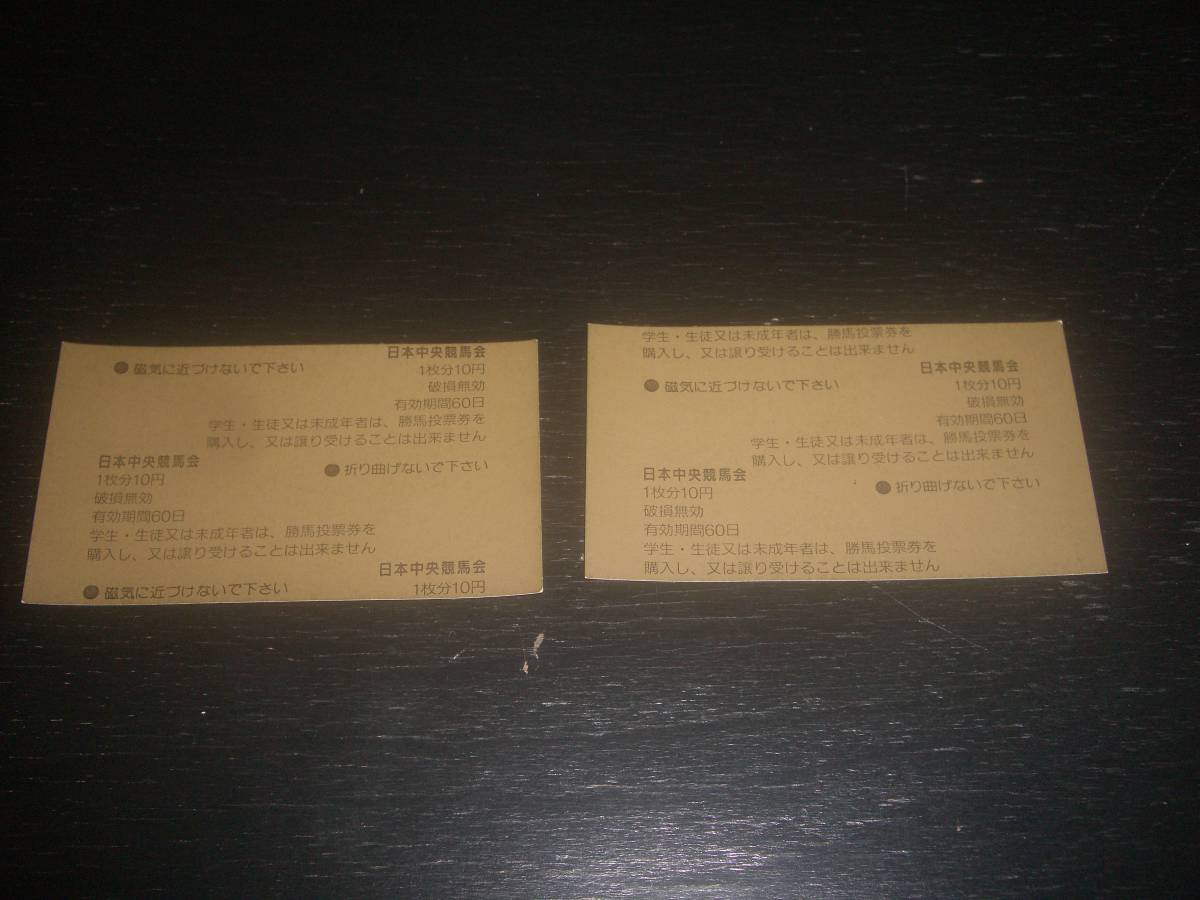 日本中央競馬会
●磁気に近づけないで下さい
1枚分10円
破損無効
有効期間60日
学生・生徒又は未成年者は、勝馬投票券を
購入し、又は譲り受けることは出来ません
日本中央競馬会
●折り曲げないで下さい
1枚分10円
破損無効
有効期間60日
学生・生徒又は未成年者は、勝馬投票券を
購入し、又は譲り受けることは出来ません
日本中央競馬会
●磁気に近づけないで下さい
1枚分10円
学生・生徒又は未成年者は、勝馬投票券を
購入し、又は譲り受けることは出来ません
日本中央競馬会
●磁気に近づけないで下さい
1枚分10円
破損無効
有効期間60日
学生・生徒又は未成年者は、勝馬投票券を
購入し、又は譲り受けることは出来ません
日本中央競馬会
●折り曲げないで下さい
1枚分10円
破損無効
有効期間60日
学生・生徒又は未成年者は、勝馬投票券を
購入し、又は譲り受けることは出来ません